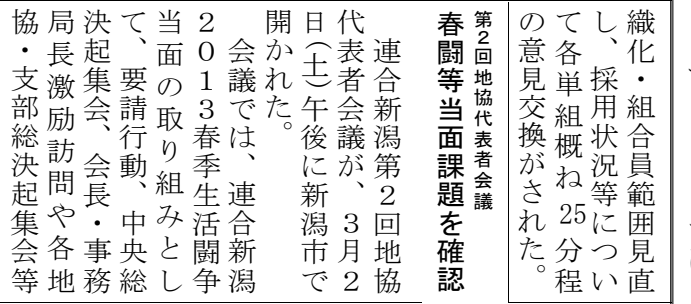 織化・組合員範囲見直
し、採用状況等につい
て各単組概ね25分程
の意見交換がされた。
第2回地協代表者会議
春闘等当面課題を確認
連合新潟第2回地協
代表者会議が、3月2
日(土)午後に新潟市で
開かれた。
会議では、連合新潟
2013春季生活闘争
当面の取り組みとし
て、要請行動、中央総
決起集会、会長・事務
局長激励訪問や各地
協・支部総決起集会等